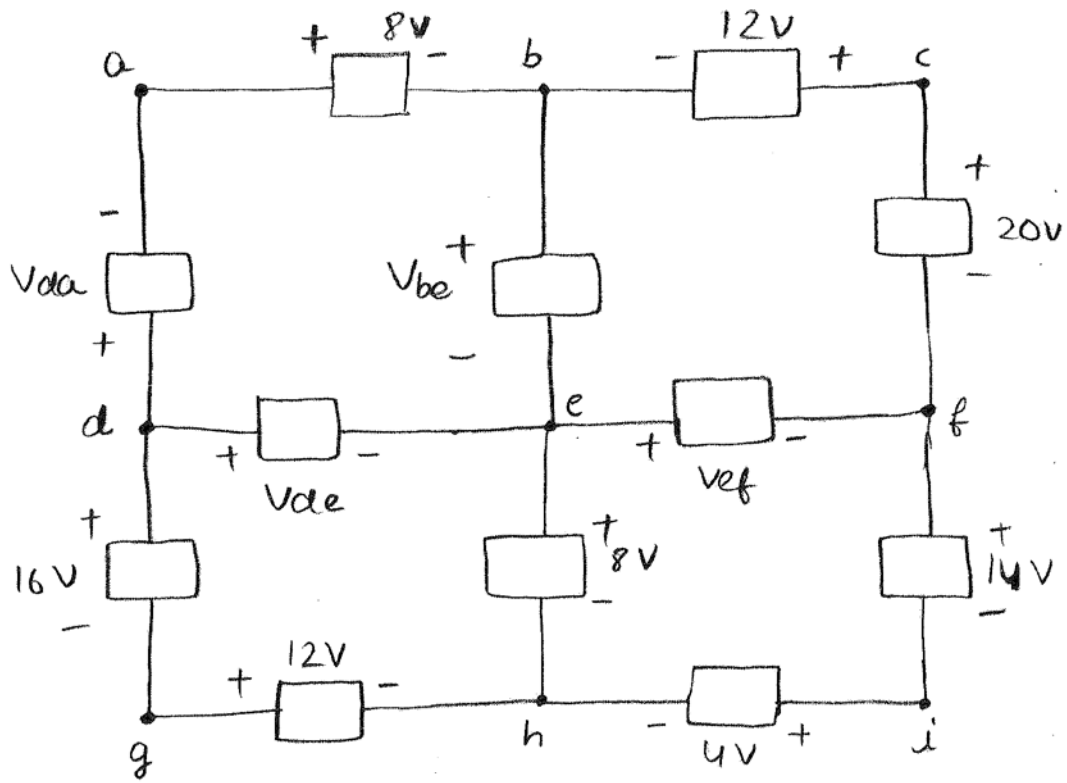 a + 8V - b - 12V + c
- + +
Vda Vbe 20V
+ - -
d e f
+ - + -
Vde Vef
+ + +
16V 8V 14V
- - -
+ 12V -
g h - 4V + i